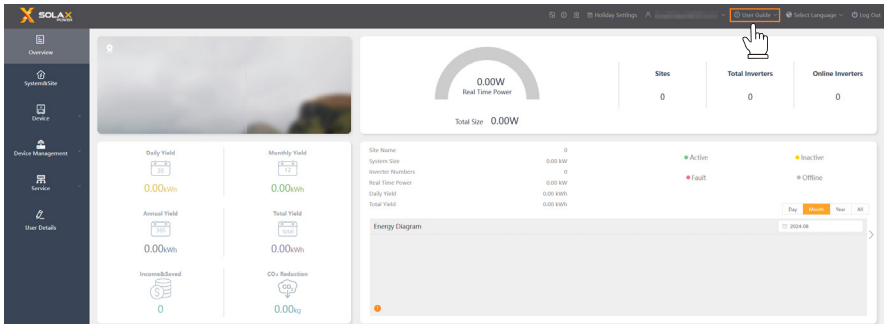 SOLAX
POWER
Holiday Settings
User Guide
Select Language
Log Out
Overview
System&Site
Device
Device Management
Service
User Details
0.00W
Real Time Power
Total Size 0.00W
Sites
Total Inverters
Online Inverters
0
0
0
Daily Yield
Monthly Yield
30
12
0.00kWh
0.00kWh
Annual Yield
Total Yield
365
total
0.00kWh
0.00kWh
Income&Saved
CO₂ Reduction
CO₂
0
0.00kg
Site Name 0
System Size 0.00 kW
Inverter Numbers 0
Real Time Power 0.00 kW
Daily Yield 0.00 kWh
Total Yield 0.00 kWh
Active
Inactive
Fault
Offline
Day Month Year All
Energy Diagram
2024-08